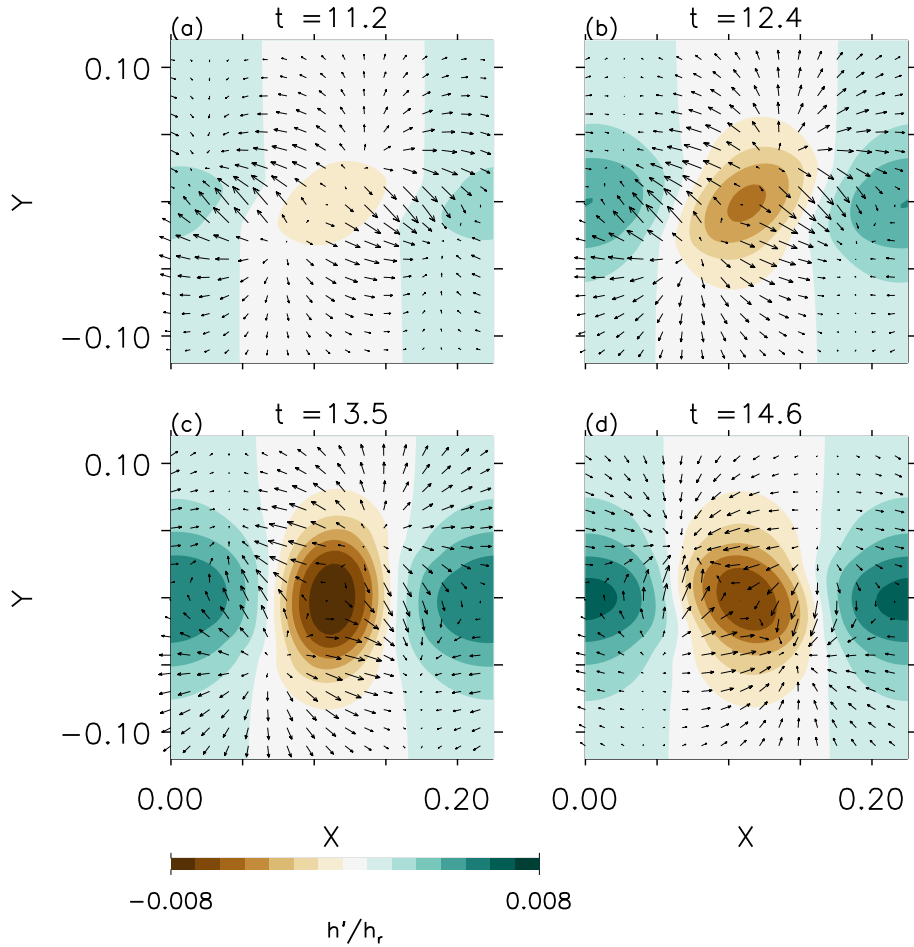 (a) t =11.2
(b) t =12.4
0.10
Y
−0.10
(c) t =13.5
(d) t =14.6
0.10
Y
−0.10
0.00 0.20
0.00 0.20
X
X
−0.008 0.008
h'/hᵣ